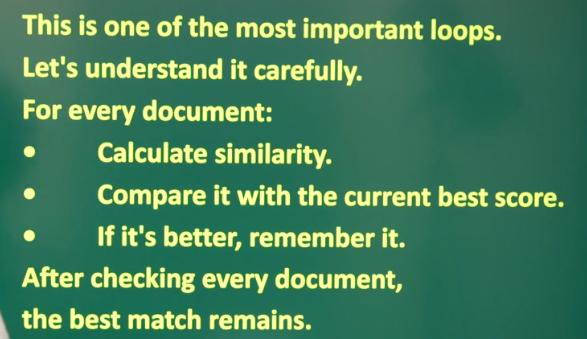 This is one of the most important loops.
Let's understand it carefully.
For every document:
• Calculate similarity.
• Compare it with the current best score.
• If it's better, remember it.
After checking every document,
the best match remains.